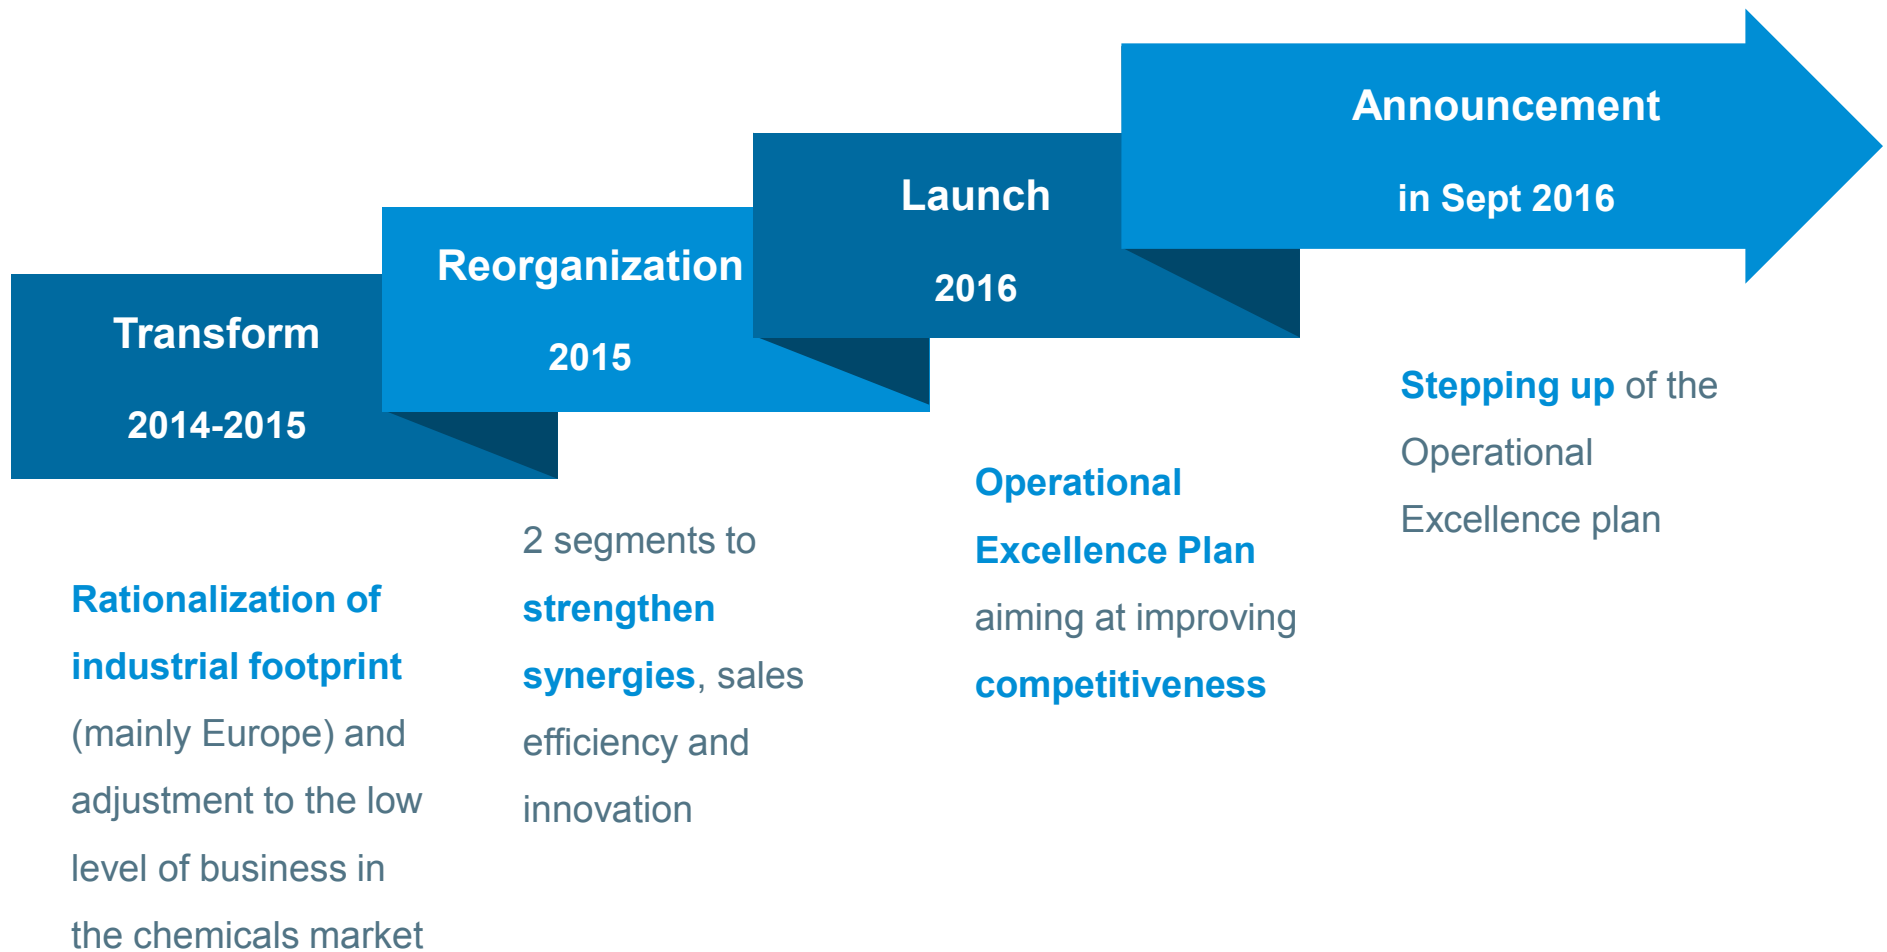 Transform
2014-2015
Rationalization of
industrial footprint
(mainly Europe) and
adjustment to the low
level of business in
the chemicals market
Reorganization
2015
2 segments to
strengthen
synergies, sales
efficiency and
innovation
Launch
2016
Operational
Excellence Plan
aiming at improving
competitiveness
Announcement
in Sept 2016
Stepping up of the
Operational
Excellence plan